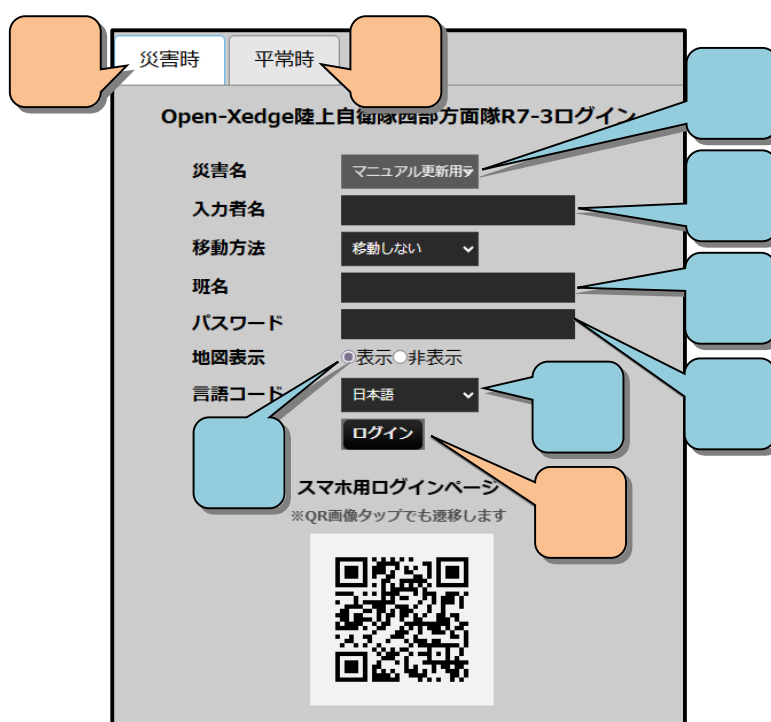 災害時 平常時
Open-Xedge陸上自衛隊西部方面隊R7-3ログイン
災害名 マニュアル更新用
入力者名
移動方法 移動しない
班名
パスワード
地図表示 表示 非表示
言語コード 日本語
ログイン
スマホ用ログインページ
※QR画像タップでも遷移します